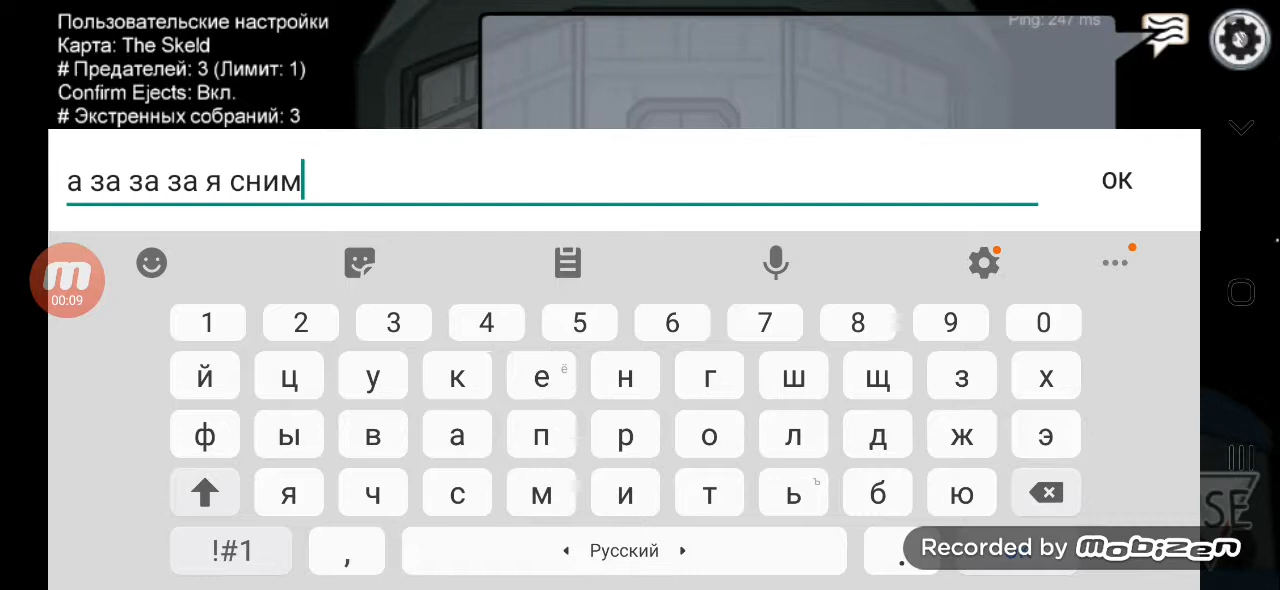 Пользовательские настройки
Ping: 247 ms
Карта: The Skeld
# Предателей: 3 (Лимит: 1)
Confirm Ejects: Вкл.
# Экстренных собраний: 3
а за за за я сним
ОК
00:09
1 2 3 4 5 6 7 8 9 0
й ц у к е ё н г ш щ з х
ф ы в а п р о л д ж э
я ч с м и т ь ъ б ю
!#1 , Русский .
Recorded by mobizen